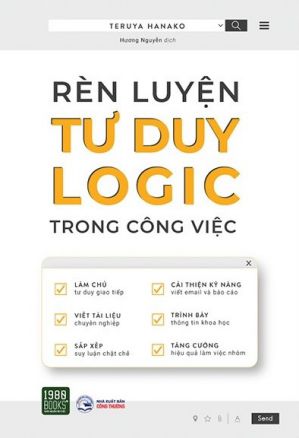 TERUYA HANAKO
Hương Nguyễn dịch
RÈN LUYỆN
TƯ DUY
LOGIC
TRONG CÔNG VIỆC
x
LÀM CHỦ
tư duy giao tiếp
CẢI THIỆN KỸ NĂNG
viết email và báo cáo
VIẾT TÀI LIỆU
chuyên nghiệp
TRÌNH BÀY
thông tin khoa học
SẮP XẾP
suy luận chặt chẽ
TĂNG CƯỜNG
hiệu quả làm việc nhóm
1980
BOOKS
NHÀ XUẤT BẢN
CÔNG THƯƠNG
A
Send